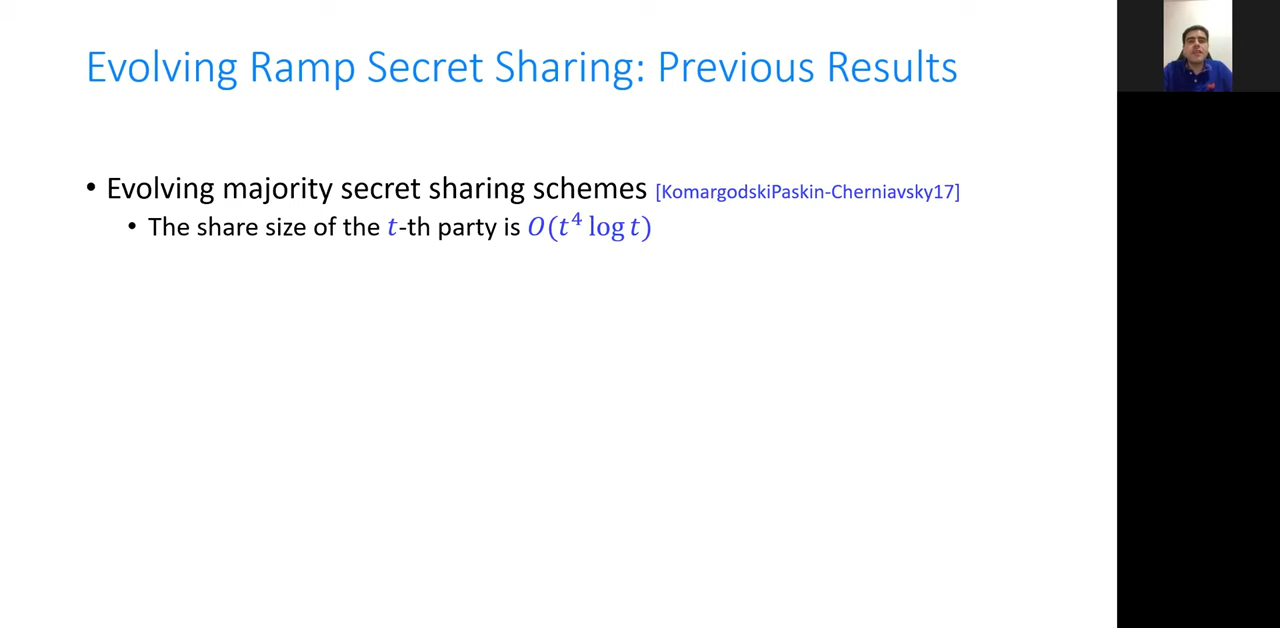 Evolving Ramp Secret Sharing: Previous Results
• Evolving majority secret sharing schemes [KomargodskiPaskin-Cherniavsky17]
• The share size of the t-th party is O(t⁴ log t)